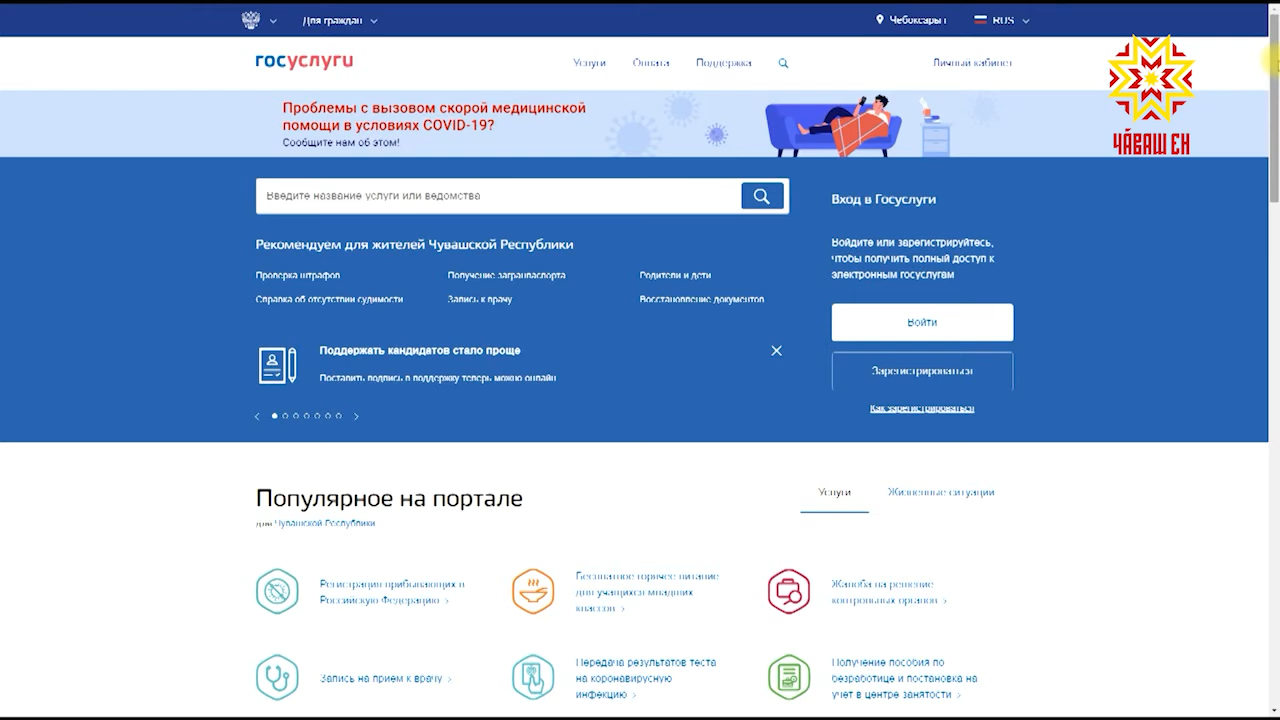 Для граждан
Чебоксары г
RUS
госуслуги
Услуги
Оплата
Поддержка
Личный кабинет
ЧӐВАШ ЕН
Проблемы с вызовом скорой медицинской
помощи в условиях COVID-19?
Сообщите нам об этом!
Введите название услуги или ведомства
Рекомендуем для жителей Чувашской Республики
Проверка штрафов
Получение загранпаспорта
Родители и дети
Справка об отсутствии судимости
Запись к врачу
Восстановление документов
Поддержать кандидатов стало проще
Поставить подпись в поддержку теперь можно онлайн
Вход в Госуслуги
Войдите или зарегистрируйтесь,
чтобы получить полный доступ к
электронным госуслугам
Войти
Зарегистрироваться
Как зарегистрироваться
Популярное на портале
для Чувашской Республики
Услуги
Жизненные ситуации
Регистрация прибывающих в
Российскую Федерацию
Бесплатное горячее питание
для учащихся младших
классов
Жалоба на решение
контрольных органов
Запись на прием к врачу
Передача результатов теста
на коронавирусную
инфекцию
Получение пособия по
безработице и постановка на
учет в центре занятости